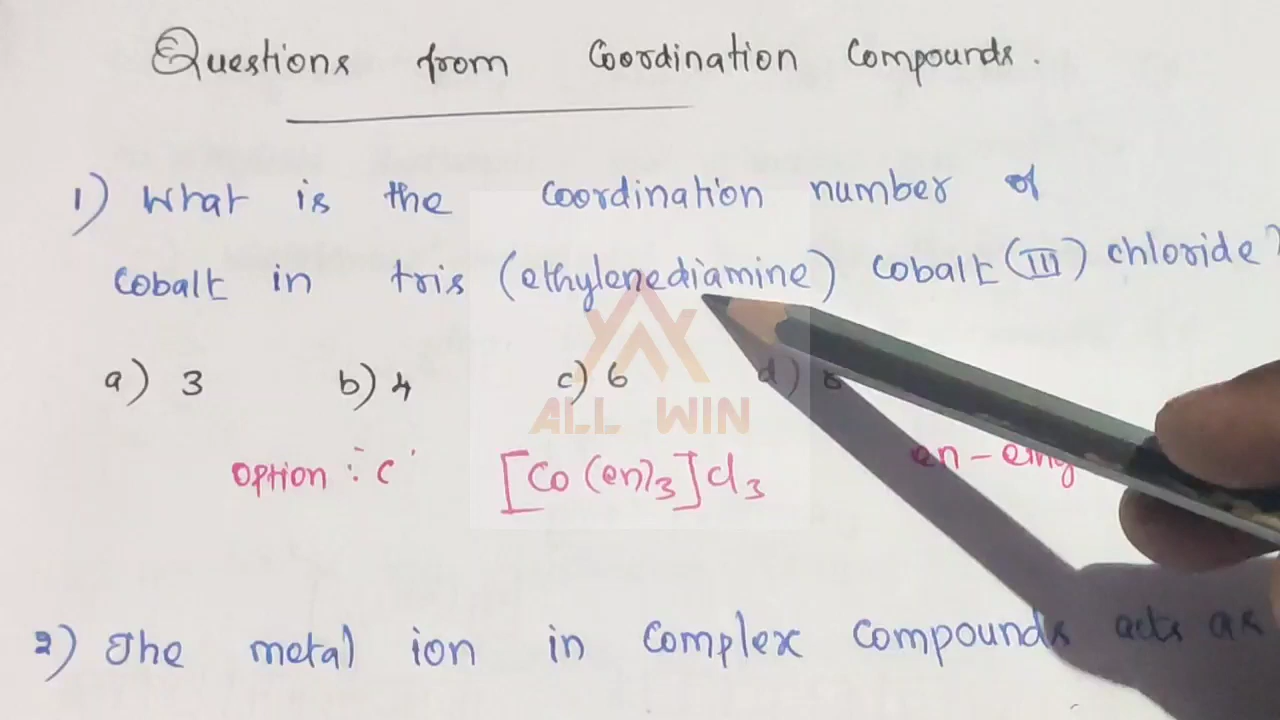 Questions from Coordination Compounds.
1) What is the coordination number of
cobalt in tris (ethylenediamine) cobalt (III) chloride?
a) 3 b) 4 c) 6 d) 8
ALL WIN
option : c [Co (en)3] Cl3 en -
2) The metal ion in complex compounds acts as